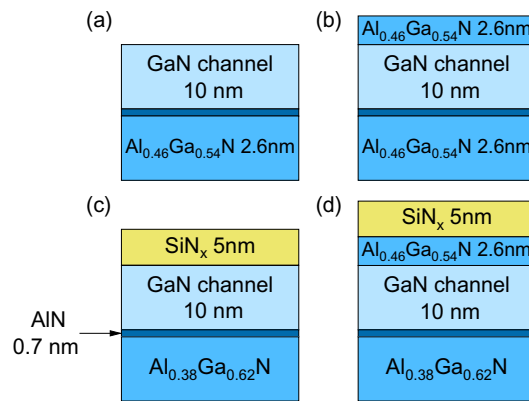 (a)
GaN channel
10 nm
Al₀.₄₆Ga₀.₅₄N 2.6nm
(b)
Al₀.₄₆Ga₀.₅₄N 2.6nm
GaN channel
10 nm
Al₀.₄₆Ga₀.₅₄N 2.6nm
(c)
SiNₓ 5nm
GaN channel
10 nm
AlN
0.7 nm
Al₀.₃₈Ga₀.₆₂N
(d)
SiNₓ 5nm
Al₀.₄₆Ga₀.₅₄N 2.6nm
GaN channel
10 nm
Al₀.₃₈Ga₀.₆₂N